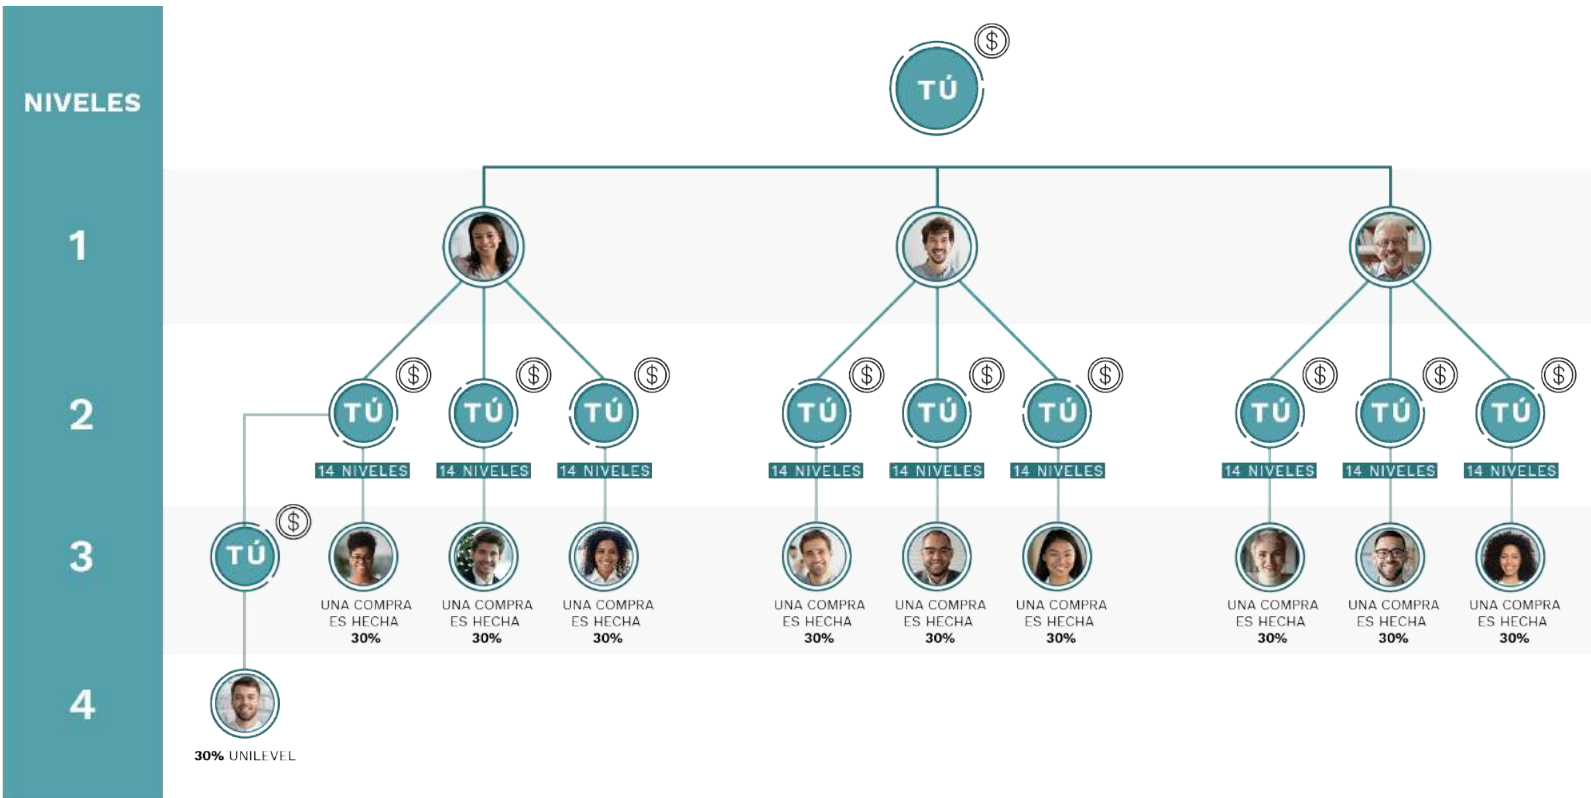 NIVELES
TÚ
$
1
2
TÚ $ TÚ $ TÚ $ TÚ $ TÚ $ TÚ $ TÚ $ TÚ $ TÚ $
14 NIVELES 14 NIVELES 14 NIVELES 14 NIVELES 14 NIVELES 14 NIVELES 14 NIVELES 14 NIVELES 14 NIVELES
3
TÚ $
UNA COMPRA UNA COMPRA UNA COMPRA UNA COMPRA UNA COMPRA UNA COMPRA UNA COMPRA UNA COMPRA UNA COMPRA
ES HECHA ES HECHA ES HECHA ES HECHA ES HECHA ES HECHA ES HECHA ES HECHA ES HECHA
30% 30% 30% 30% 30% 30% 30% 30% 30%
4
30% UNILEVEL